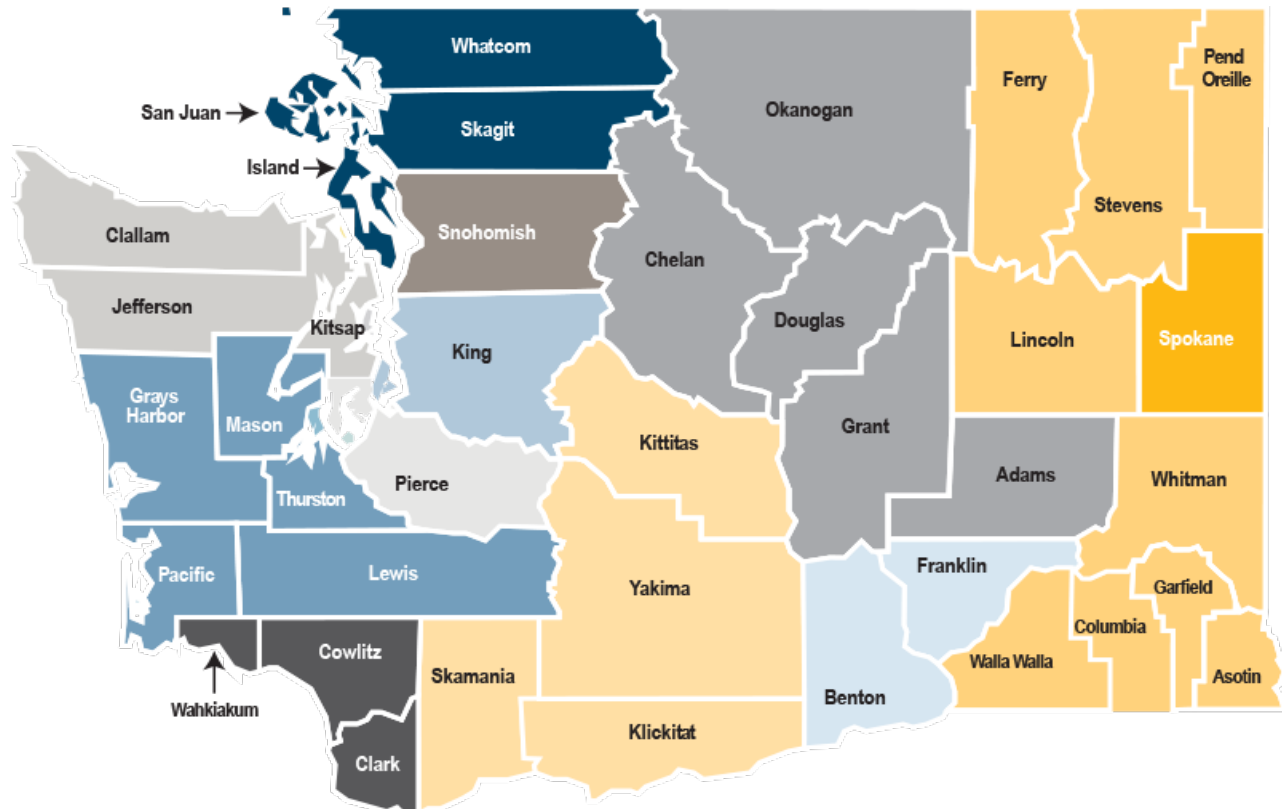 Whatcom
San Juan
Skagit
Island
Okanogan
Ferry
Pend
Oreille
Stevens
Clallam
Snohomish
Chelan
Jefferson
Kitsap
King
Douglas
Lincoln
Spokane
Grays
Harbor
Mason
Kittitas
Grant
Adams
Whitman
Thurston
Pierce
Pacific
Lewis
Yakima
Franklin
Garfield
Columbia
Walla Walla
Asotin
Cowlitz
Skamania
Wahkiakum
Benton
Klickitat
Clark